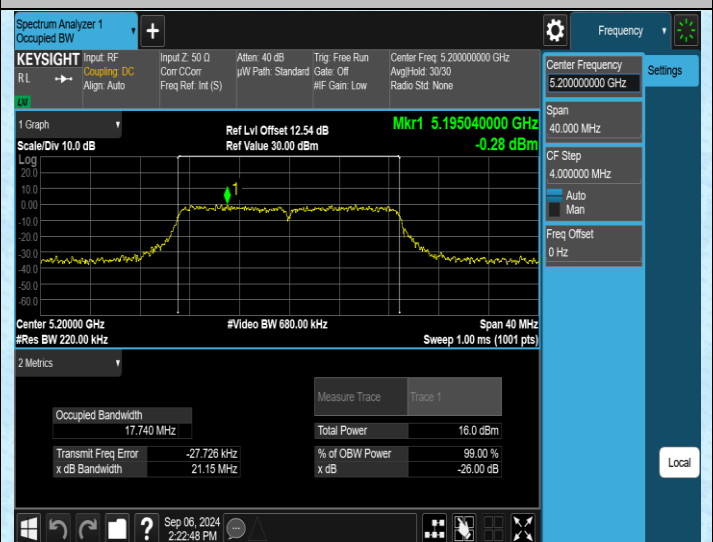 Spectrum Analyzer 1
Occupied BW
Frequency
KEYSIGHT
RL
LXI
Input: RF
Coupling: DC
Align: Auto
Input Z: 50 Ω
Corr CCorr
Freq Ref: Int (S)
Atten: 40 dB
µW Path: Standard
Trig: Free Run
Gate: Off
#IF Gain: Low
Center Freq: 5.200000000 GHz
Avg|Hold: 30/30
Radio Std: None
Center Frequency
5.20000000 GHz
Settings
Span
40.000 MHz
CF Step
4.000000 MHz
Auto
Man
Freq Offset
0 Hz
1 Graph
Scale/Div 10.0 dB
Ref Lvl Offset 12.54 dB
Ref Value 30.00 dBm
Mkr1 5.195040000 GHz
-0.28 dBm
Log
20.0
10.0
0.00
-10.0
-20.0
-30.0
-40.0
-50.0
-60.0
1
Center 5.20000 GHz
#Res BW 220.00 kHz
#Video BW 680.00 kHz
Span 40 MHz
Sweep 1.00 ms (1001 pts)
2 Metrics
Measure Trace
Trace 1
Occupied Bandwidth
17.740 MHz
Total Power
16.0 dBm
Transmit Freq Error
-27.726 kHz
% of OBW Power
99.00 %
x dB Bandwidth
21.15 MHz
x dB
-26.00 dB
Local
?
Sep 06, 2024
2:22:48 PM